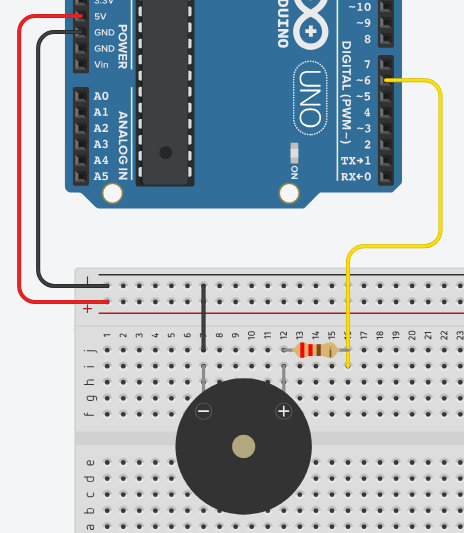 3.3V
5V
GND
GND
Vin
POWER
A0
A1
A2
A3
A4
A5
ANALOG IN
DUINO
UNO
ON
DIGITAL (PWM~)
~10
~9
8
7
~6
~5
4
~3
2
TX→1
RX←0
− 
+
1 2 3 4 5 6 7 8 9 10 11 12 13 14 15 16 17 18 19 20 21 22 23
j
i
h
g
f
− +
e
d
c
b
a